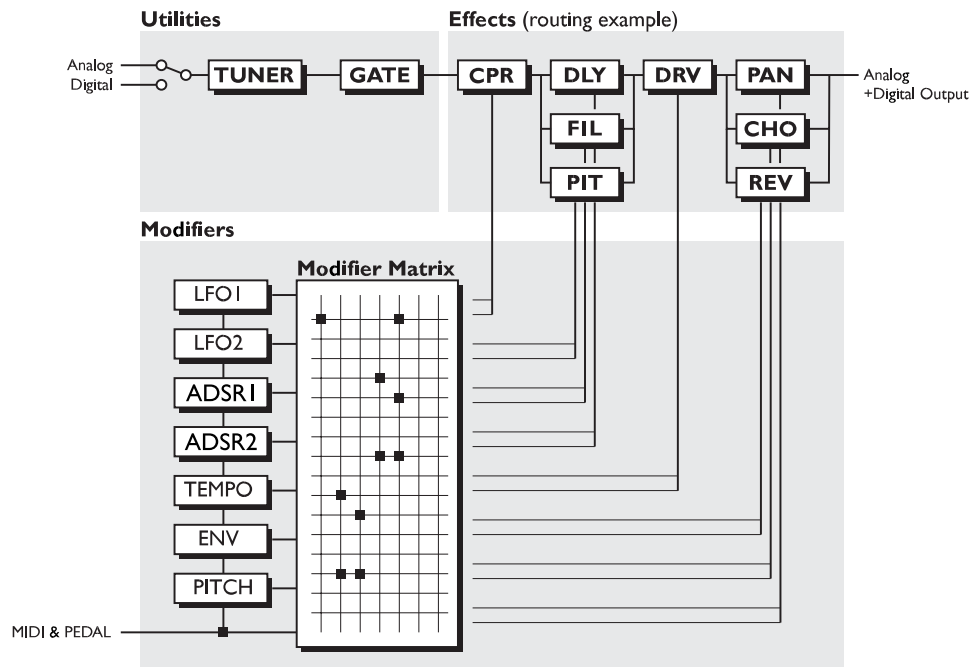 Utilities
Effects (routing example)
Analog
Digital
TUNER
GATE
CPR
DLY
DRV
PAN
Analog
+Digital Output
FIL
CHO
PIT
REV
Modifiers
Modifier Matrix
LFO1
LFO2
ADSR1
ADSR2
TEMPO
ENV
PITCH
MIDI & PEDAL